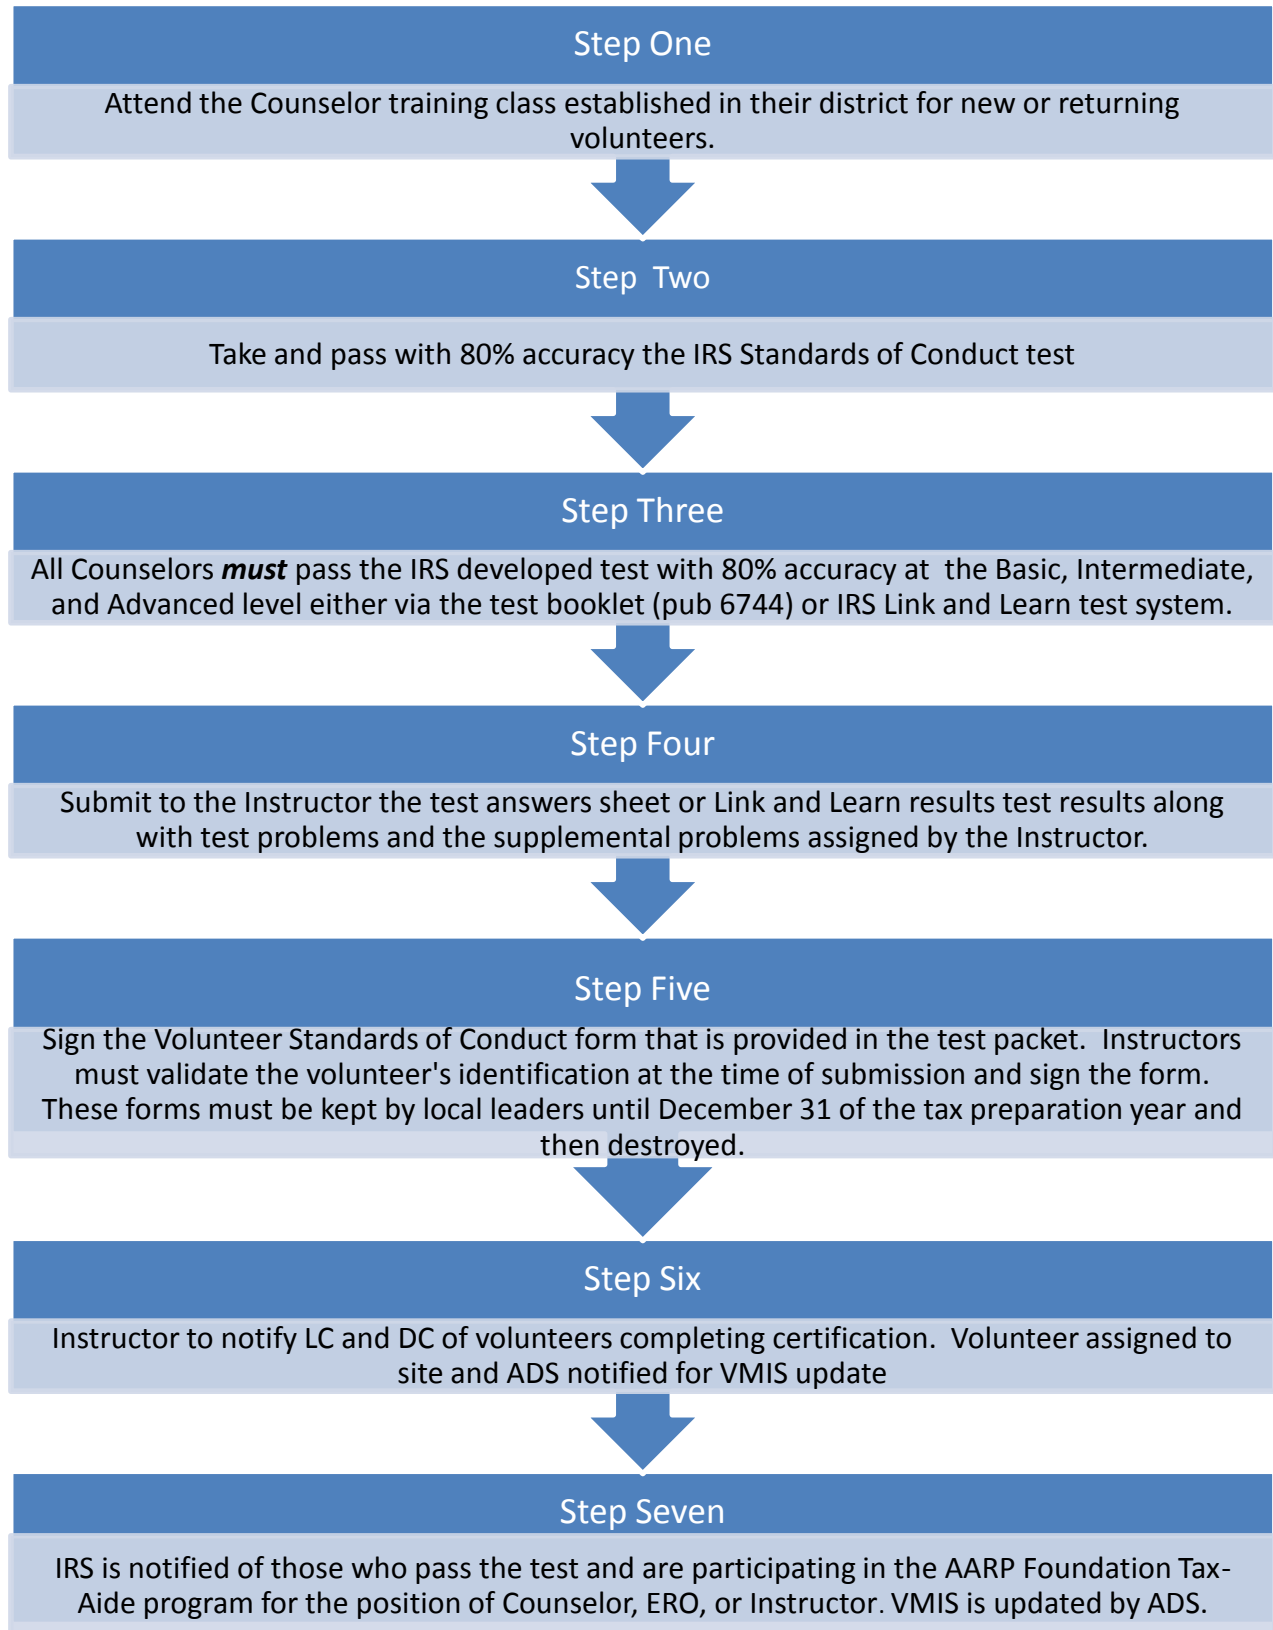 Step One
Attend the Counselor training class established in their district for new or returning
volunteers.
Step Two
Take and pass with 80% accuracy the IRS Standards of Conduct test
Step Three
All Counselors must pass the IRS developed test with 80% accuracy at the Basic, Intermediate,
and Advanced level either via the test booklet (pub 6744) or IRS Link and Learn test system.
Step Four
Submit to the Instructor the test answers sheet or Link and Learn results test results along
with test problems and the supplemental problems assigned by the Instructor.
Step Five
Sign the Volunteer Standards of Conduct form that is provided in the test packet. Instructors
must validate the volunteer's identification at the time of submission and sign the form.
These forms must be kept by local leaders until December 31 of the tax preparation year and
then destroyed.
Step Six
Instructor to notify LC and DC of volunteers completing certification. Volunteer assigned to
site and ADS notified for VMIS update
Step Seven
IRS is notified of those who pass the test and are participating in the AARP Foundation Tax-
Aide program for the position of Counselor, ERO, or Instructor. VMIS is updated by ADS.